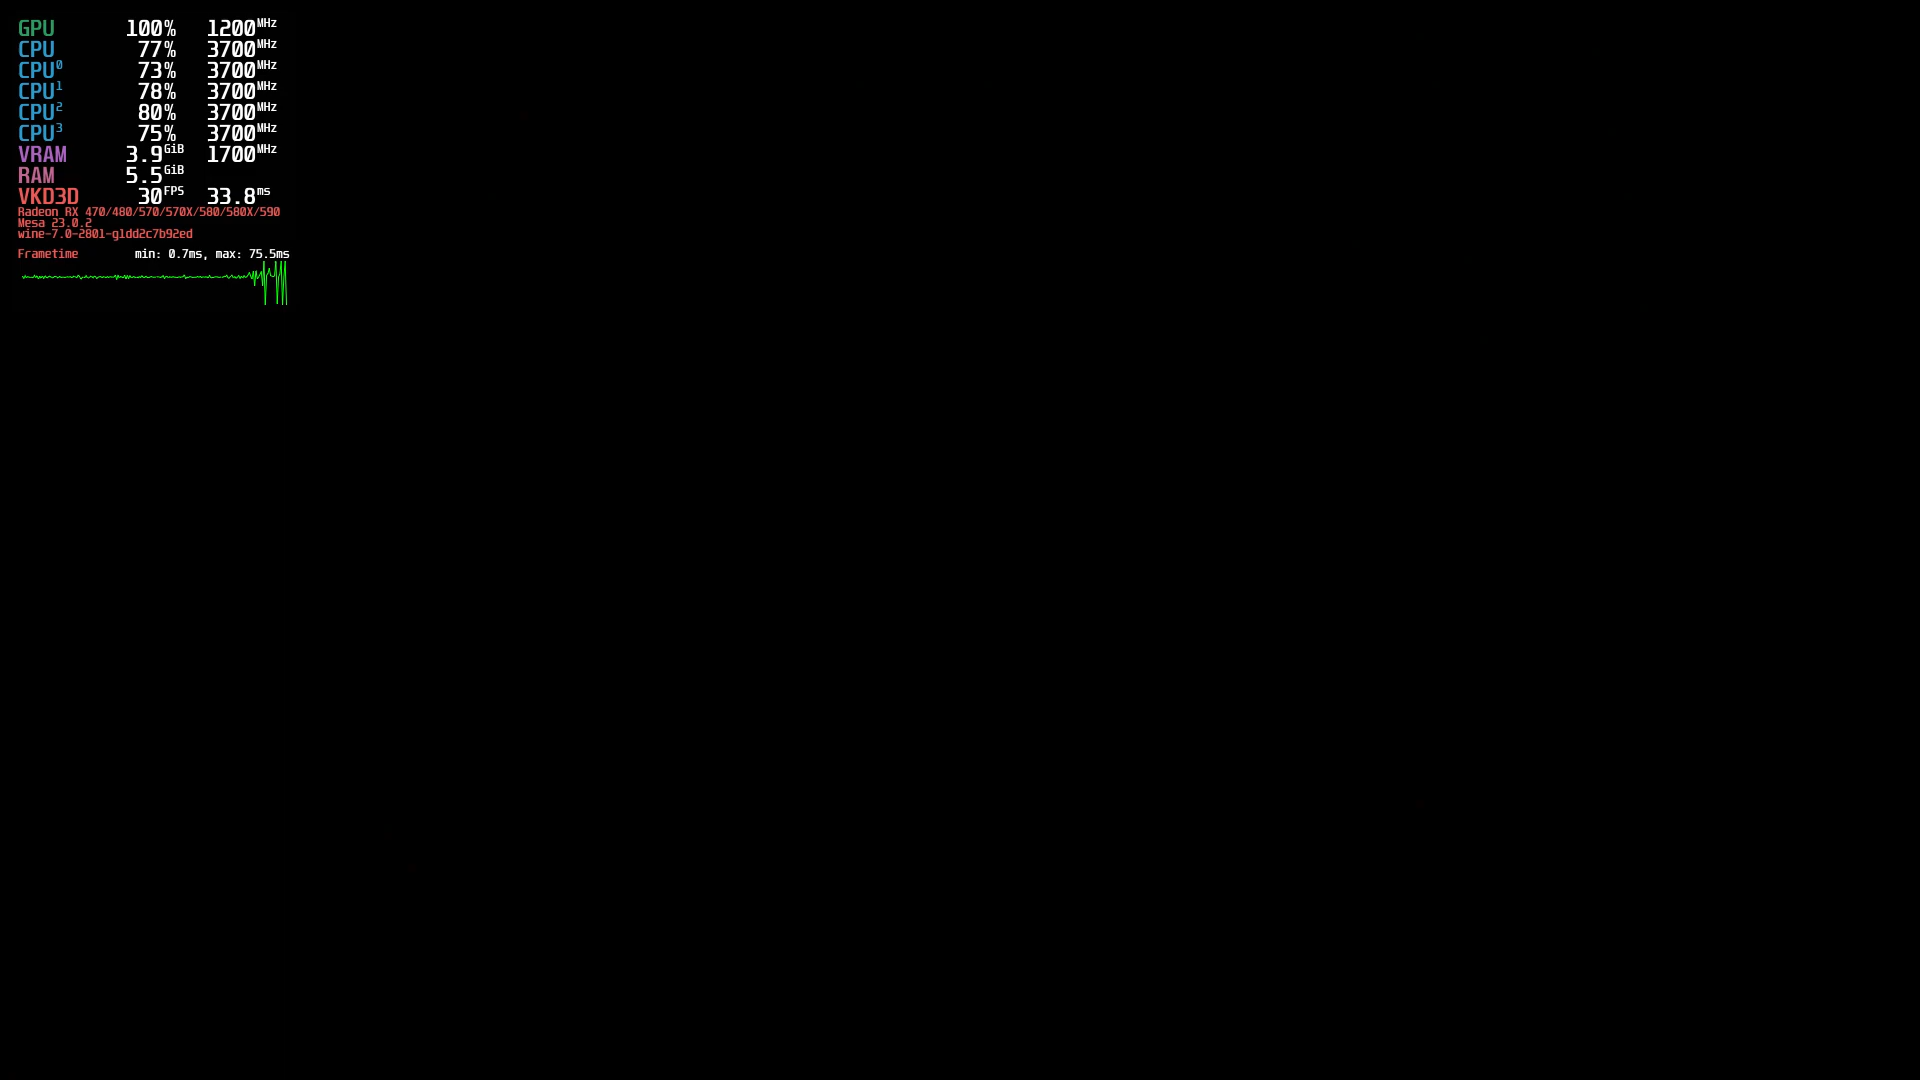 GPU 100% 1200MHz
CPU 77% 3700MHz
CPU0 73% 3700MHz
CPU1 78% 3700MHz
CPU2 80% 3700MHz
CPU3 75% 3700MHz
VRAM 3.9GiB 1700MHz
RAM 5.5GiB
VKD3D 30FPS 33.8ms
Radeon RX 470/480/570/570X/580/580X/590
Mesa 23.0.2
wine-7.0-2801-g1dd2c7b92ed
Frametime min: 0.7ms, max: 75.5ms